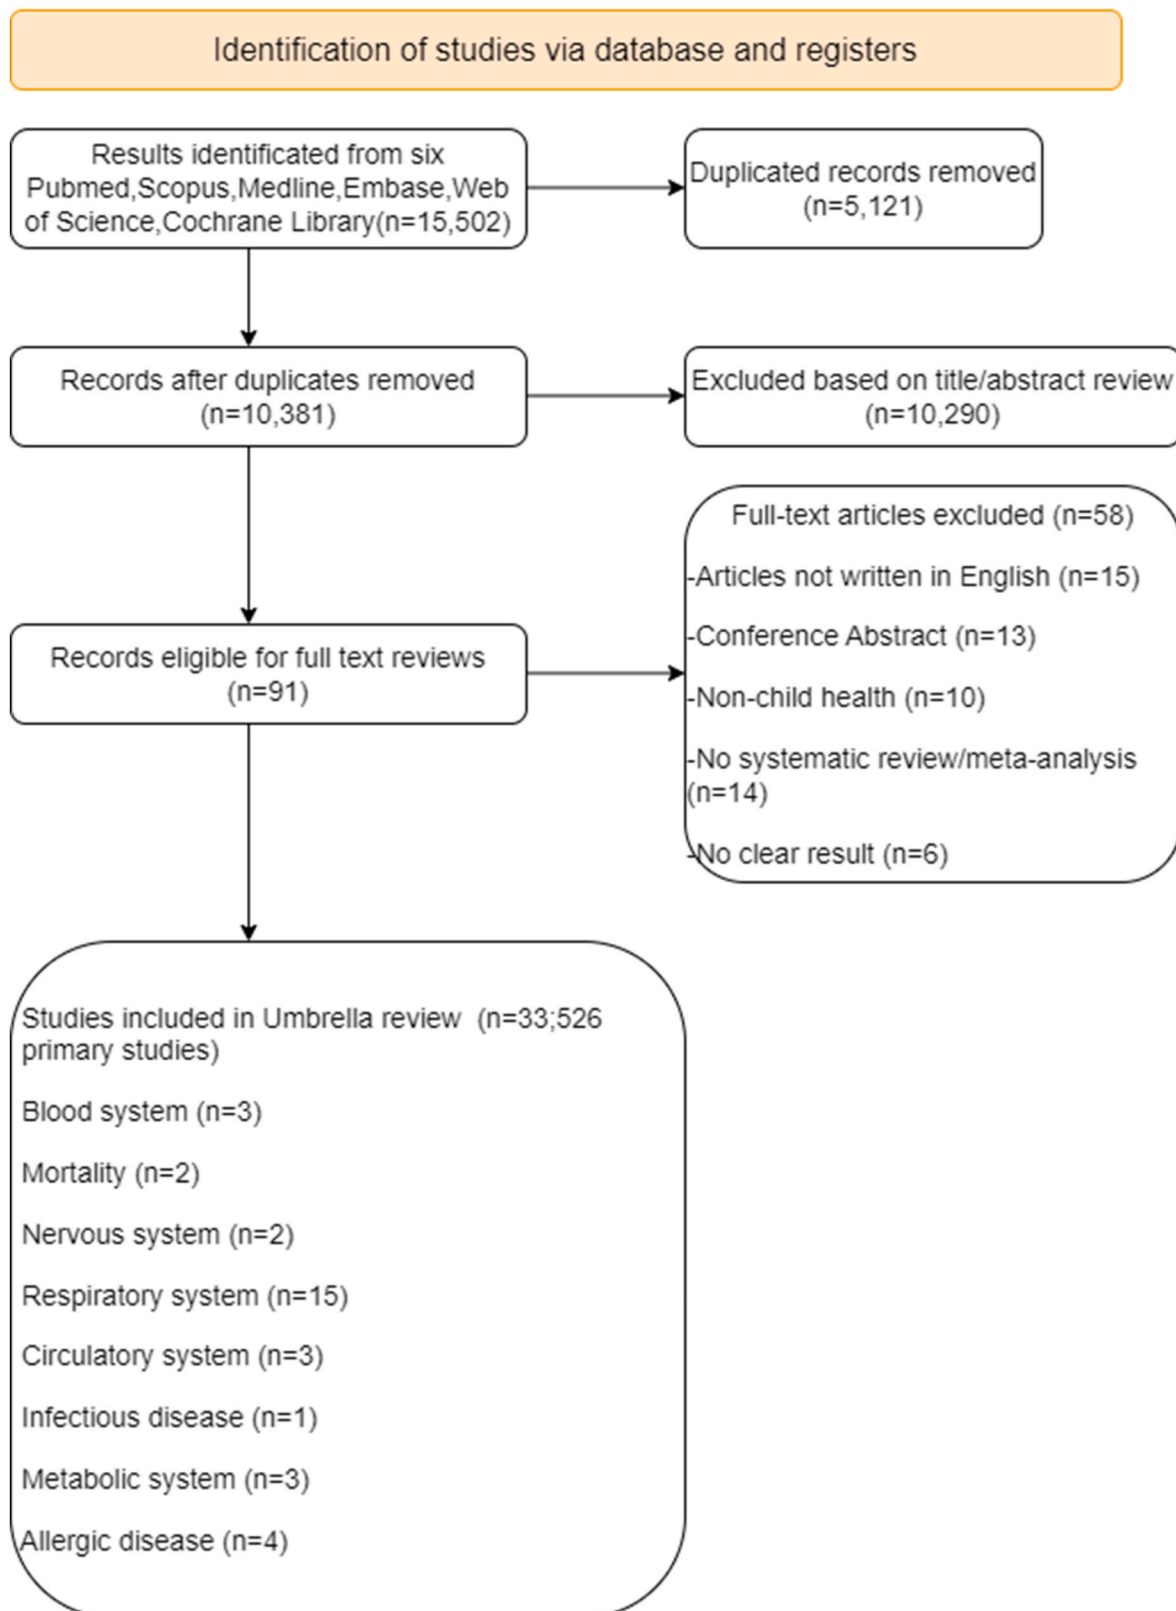 Identification of studies via database and registers
Results identificated from six
Pubmed,Scopus,Medline,Embase,Web
of Science,Cochrane Library(n=15,502)
Duplicated records removed
(n=5,121)
Records after duplicates removed
(n=10,381)
Excluded based on title/abstract review
(n=10,290)
Records eligible for full text reviews
(n=91)
Full-text articles excluded (n=58)
-Articles not written in English (n=15)
-Conference Abstract (n=13)
-Non-child health (n=10)
-No systematic review/meta-analysis
(n=14)
-No clear result (n=6)
Studies included in Umbrella review (n=33;526
primary studies)
Blood system (n=3)
Mortality (n=2)
Nervous system (n=2)
Respiratory system (n=15)
Circulatory system (n=3)
Infectious disease (n=1)
Metabolic system (n=3)
Allergic disease (n=4)